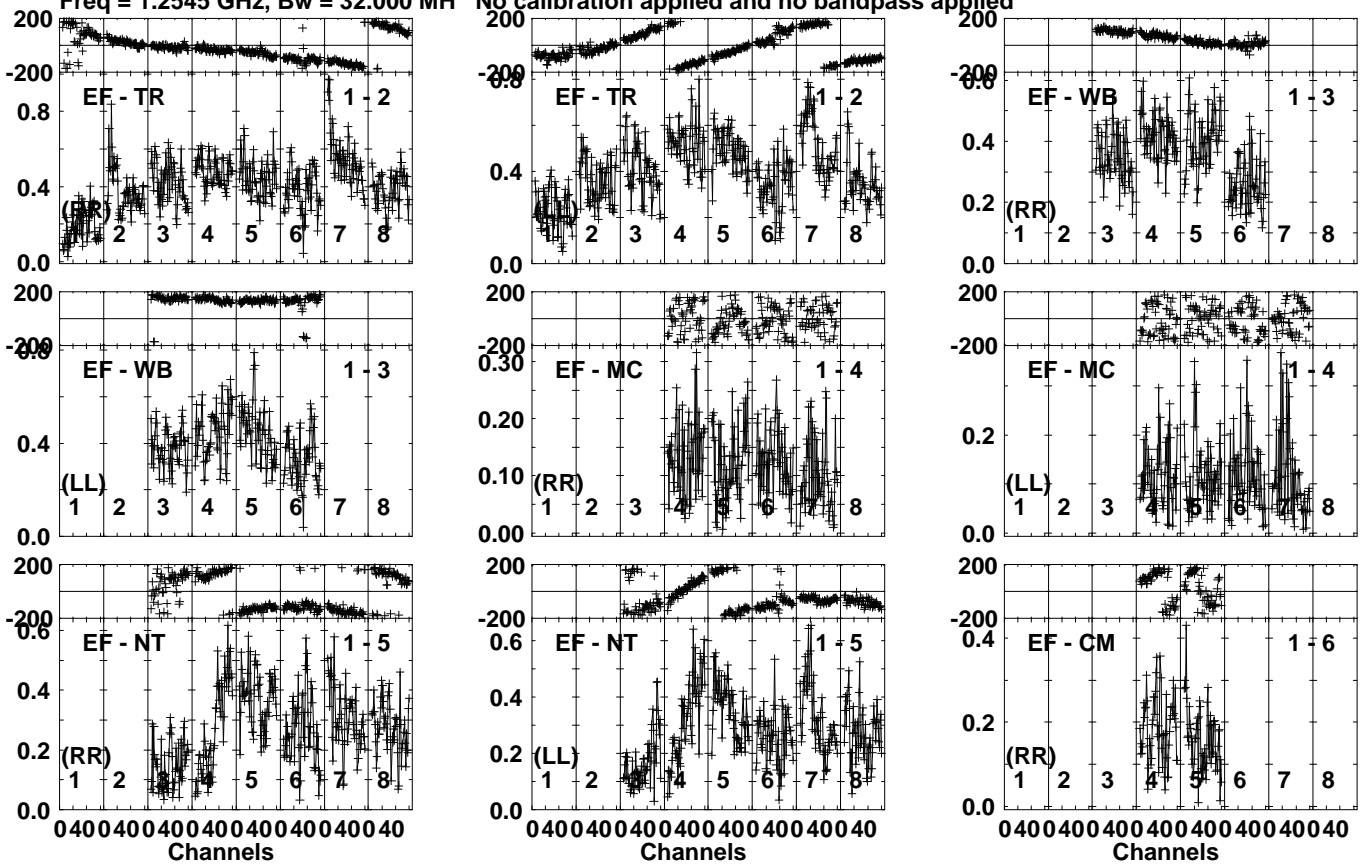 Freq = 1.2545 GHz, Bw = 32.000 MH No calibration applied and no bandpass applied
200 200 200
-200 -200 -200
0.8 0.6
EF - TR 1 - 2 EF - TR 1 - 2 EF - WB 1 - 3
0.8
0.4 0.4 0.4
0.2
(RR) (LL) (RR)
1 2 3 4 5 6 7 8 1 2 3 4 5 6 7 8 1 2 3 4 5 6 7 8
0.0 0.0 0.0
200 200 200
-200 -200 -200
0.8
EF - WB 1 - 3 EF - MC 1 - 4 EF - MC 1 - 4
0.30
0.4 0.20 0.2
0.10
(LL) (RR) (LL)
1 2 3 4 5 6 7 8 1 2 3 4 5 6 7 8 1 2 3 4 5 6 7 8
0.00 0.0
200 200 200
-200 -200 -200
0.6 0.6 0.4
EF - NT 1 - 5 EF - NT 1 - 5 EF - CM 1 - 6
0.4 0.4
0.2 0.2 0.2
(RR) (LL) (RR)
1 2 3 4 5 6 7 8 1 2 3 4 5 6 7 8 1 2 3 4 5 6 7 8
0.0 0.0 0.0
0 40 0 40 0 40 0 40 0 40 0 40 0 40 0 40 0 40 0 40 0 40 0 40 0 40 0 40 0 40 0 40 0 40 0 40 0 40 0 40 0 40 0 40 0 40 0 40
Channels Channels Channels